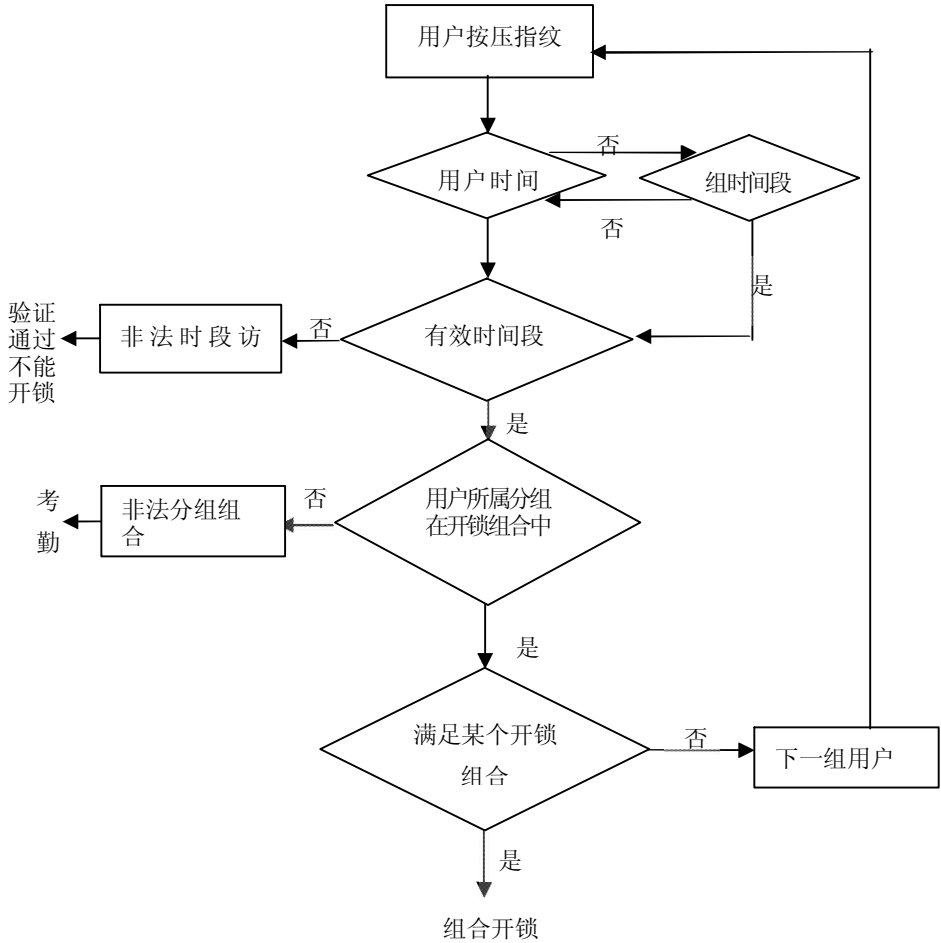 用户按压指纹
否
用户时间
组时间段
否
是
验证
通过
不能
开锁
非法时段访
否
有效时间段
是
考
勤
非法分组组
合
否
用户所属分组
在开锁组合中
是
满足某个开锁
组合
否
下一组用户
是
组合开锁